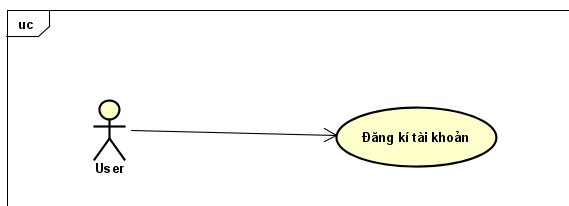 uc
Đăng kí tài khoản
User